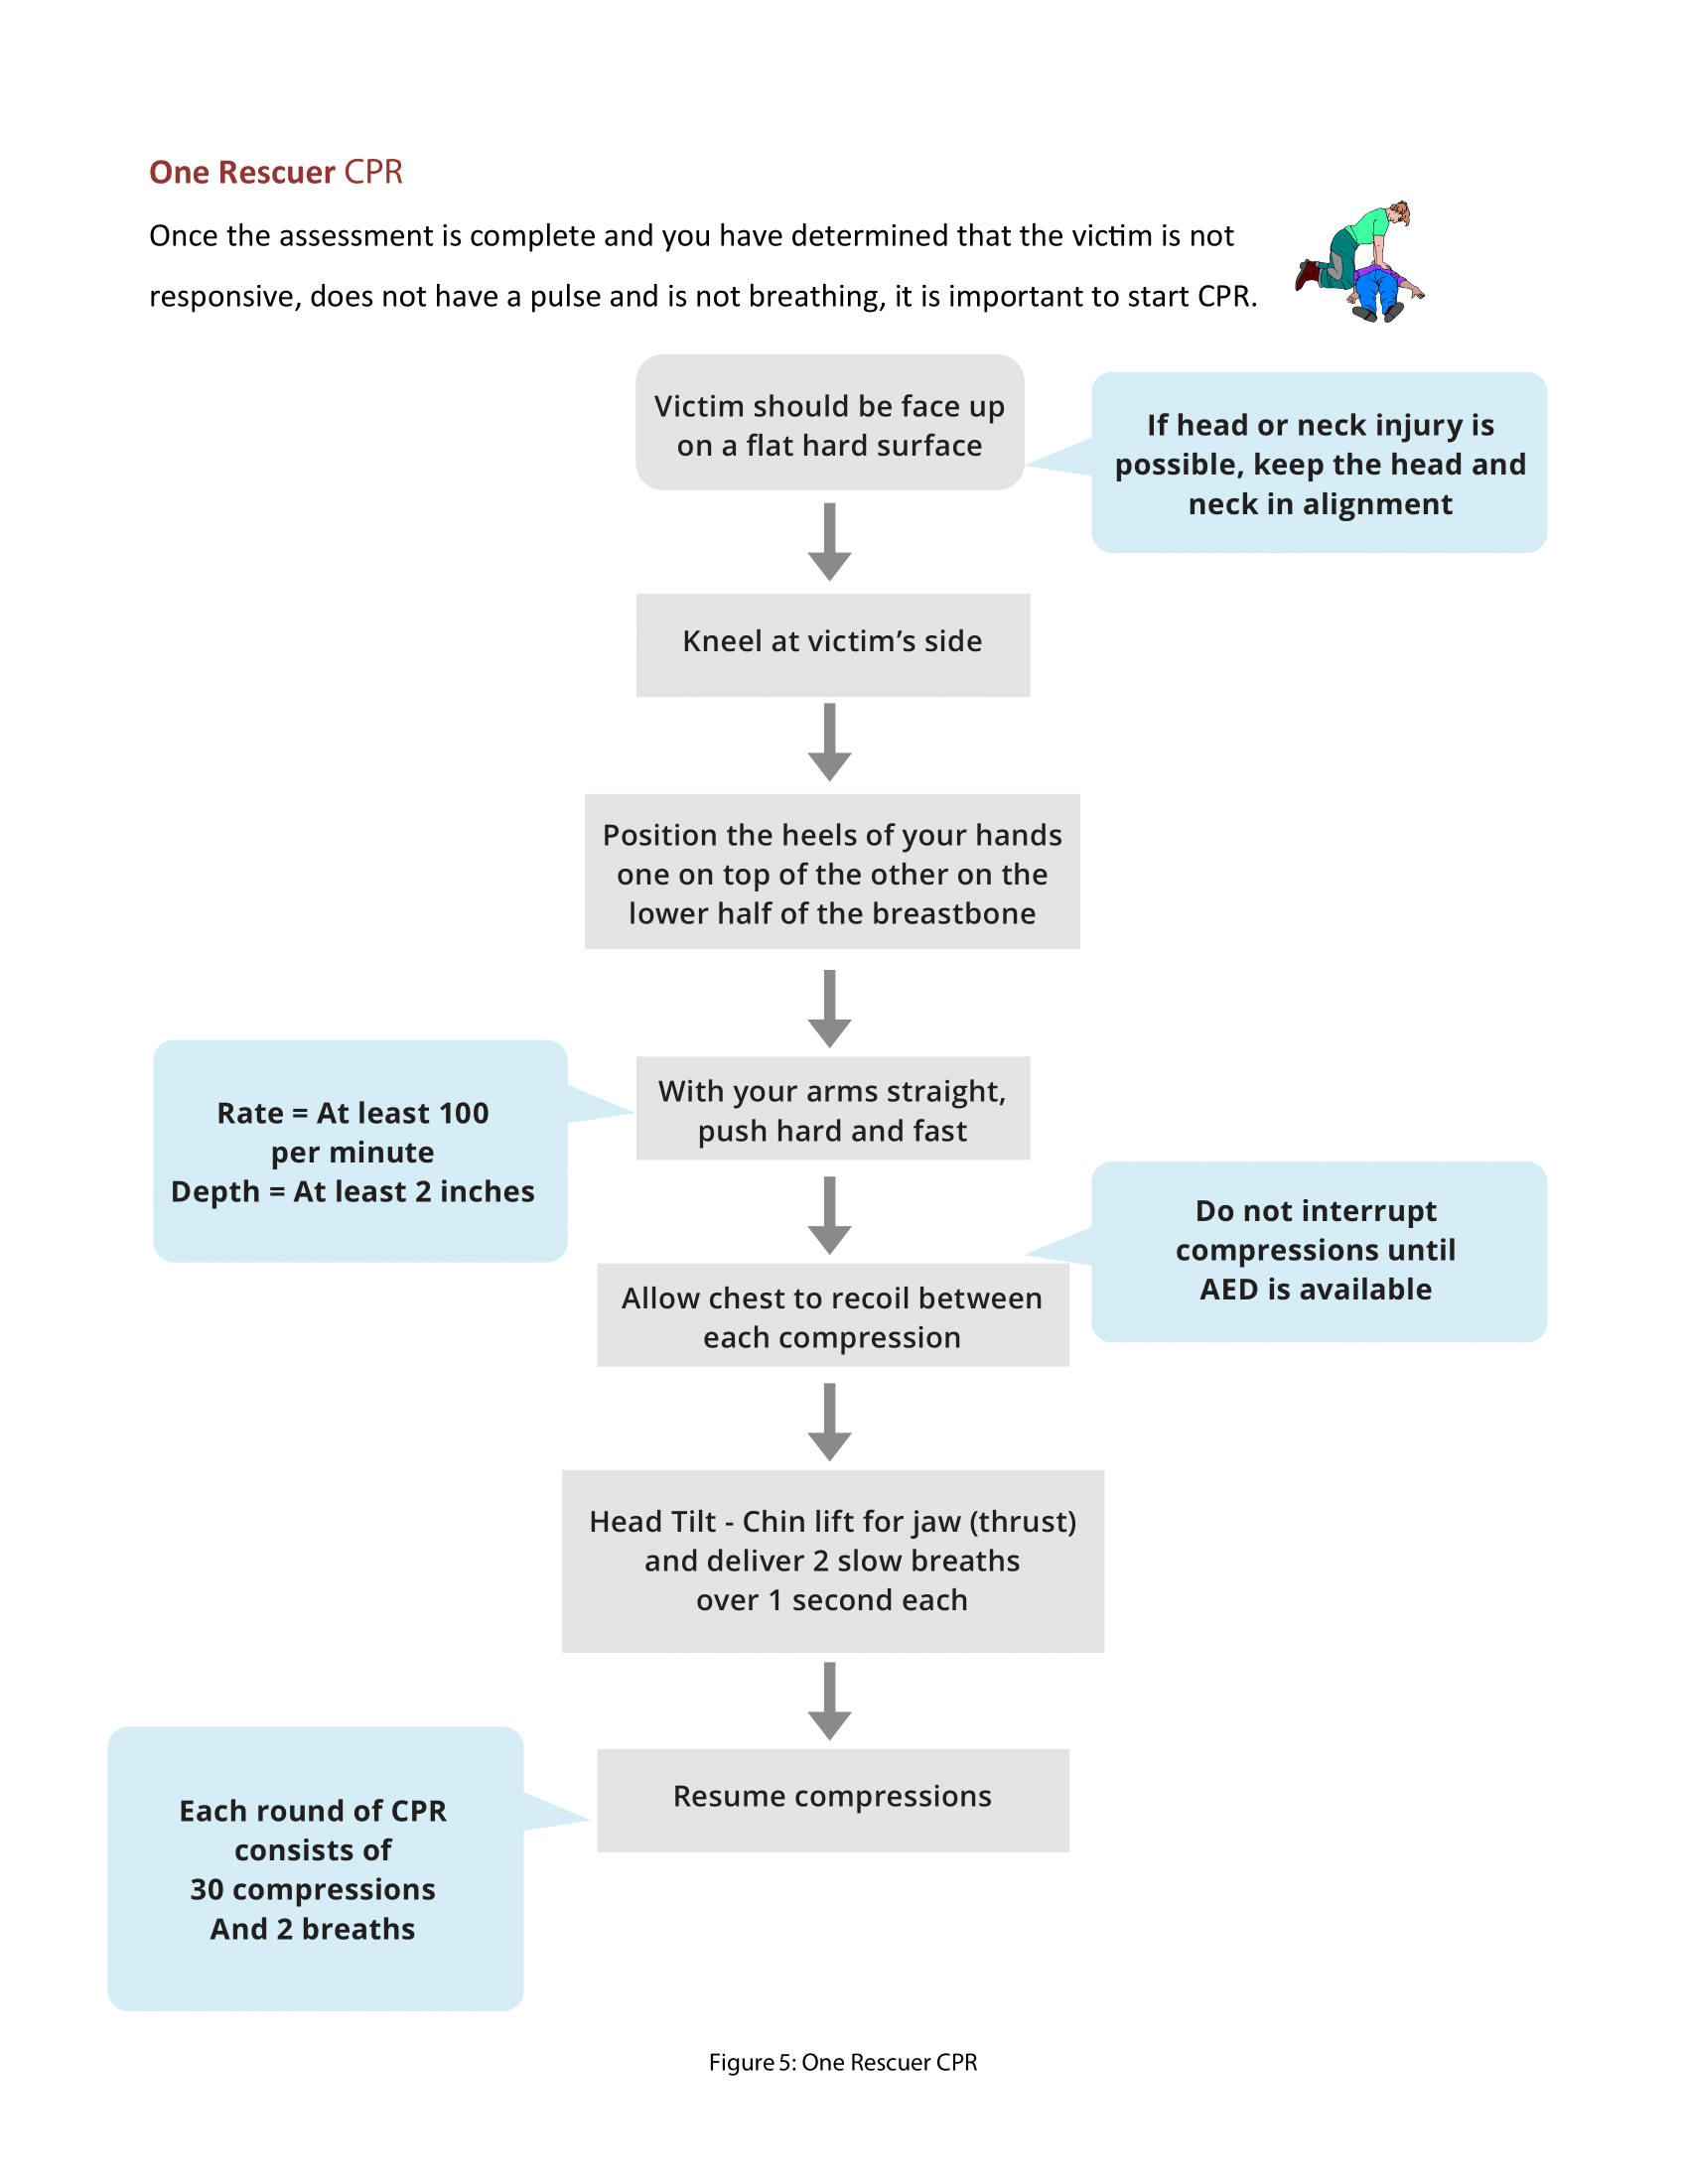 One Rescuer CPR
Once the assessment is complete and you have determined that the victim is not
responsive, does not have a pulse and is not breathing, it is important to start CPR.
Victim should be face up
on a flat hard surface
If head or neck injury is
possible, keep the head and
neck in alignment
Kneel at victim’s side
Position the heels of your hands
one on top of the other on the
lower half of the breastbone
With your arms straight,
push hard and fast
Rate = At least 100
per minute
Depth = At least 2 inches
Allow chest to recoil between
each compression
Do not interrupt
compressions until
AED is available
Head Tilt - Chin lift for jaw (thrust)
and deliver 2 slow breaths
over 1 second each
Resume compressions
Each round of CPR
consists of
30 compressions
And 2 breaths
Figure 5: One Rescuer CPR